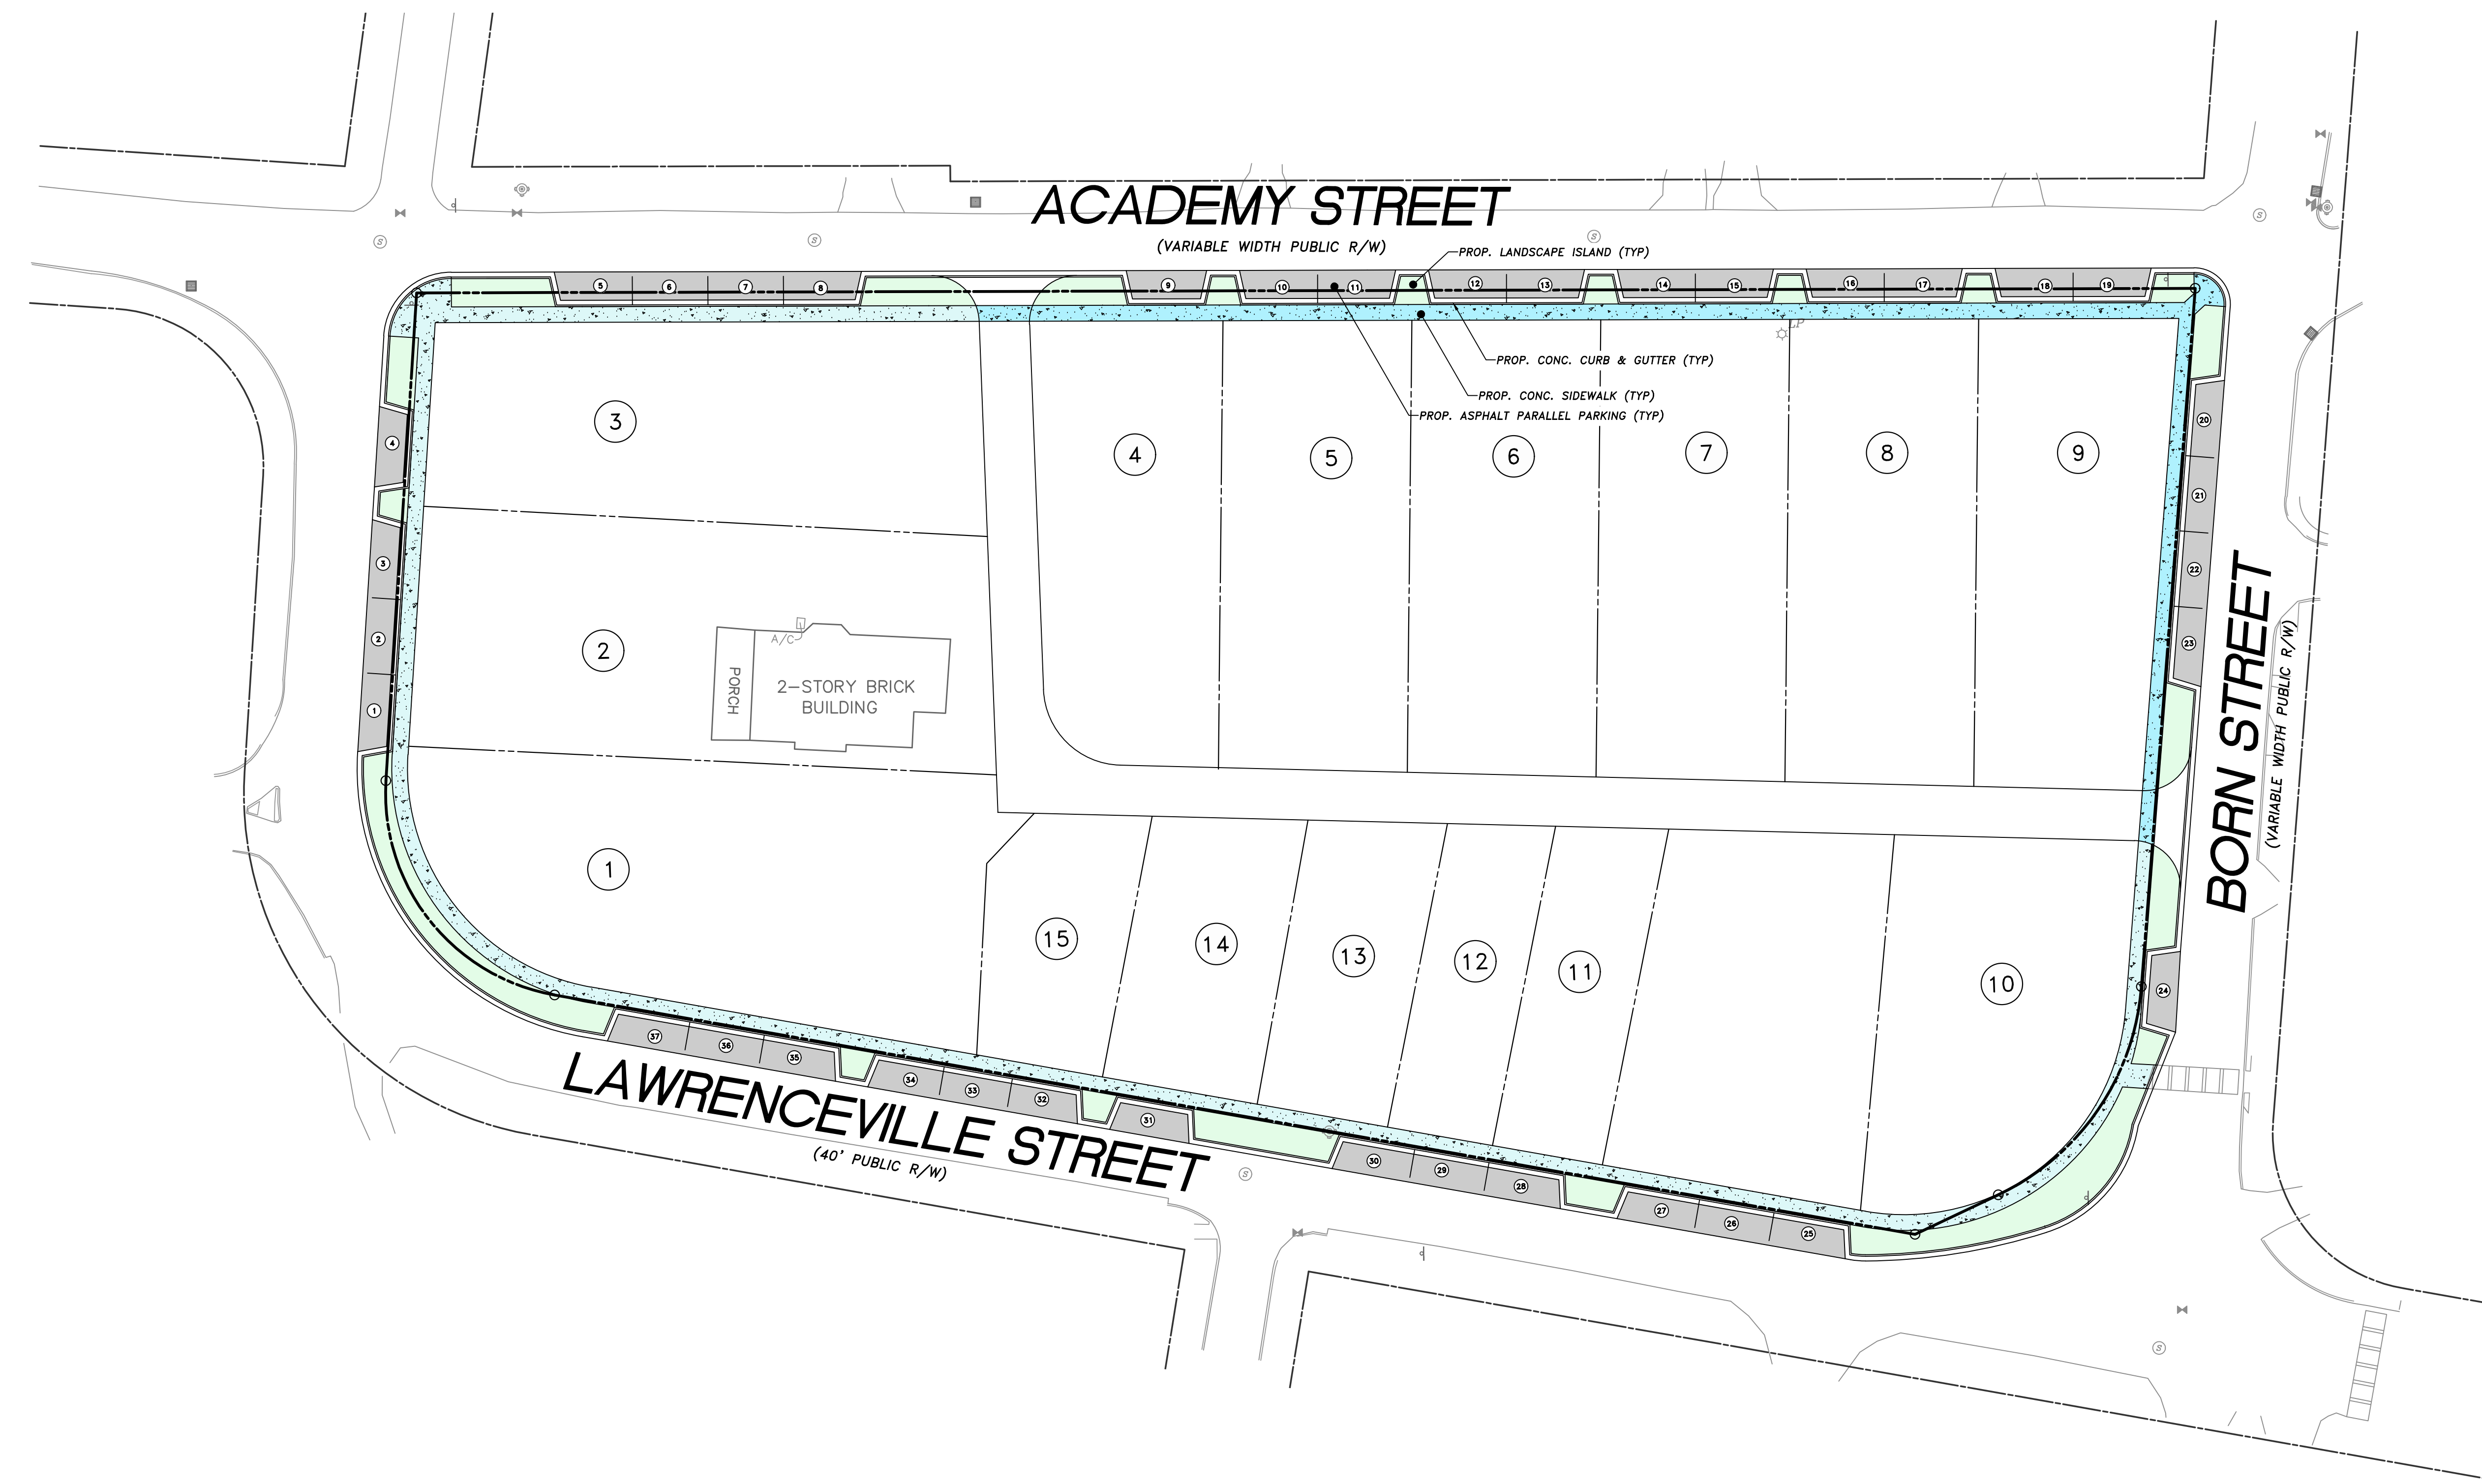 ACADEMY STREET
(VARIABLE WIDTH PUBLIC R/W)
PROP. LANDSCAPE ISLAND (TYP)
5
6
7
8
9
10
11
12
13
14
15
16
17
18
19
LP
PROP. CONC. CURB & GUTTER (TYP)
PROP. CONC. SIDEWALK (TYP)
PROP. ASPHALT PARALLEL PARKING (TYP)
S
S
S
S
4
3
2
1
20
21
22
23
24
3
4
5
6
7
8
9
2
A/C
PORCH
2-STORY BRICK
BUILDING
BORN STREET
(VARIABLE WIDTH PUBLIC R/W)
1
15
14
13
12
11
10
37
36
35
34
33
32
31
30
29
28
27
26
25
LAWRENCEVILLE STREET
(40' PUBLIC R/W)
S
S